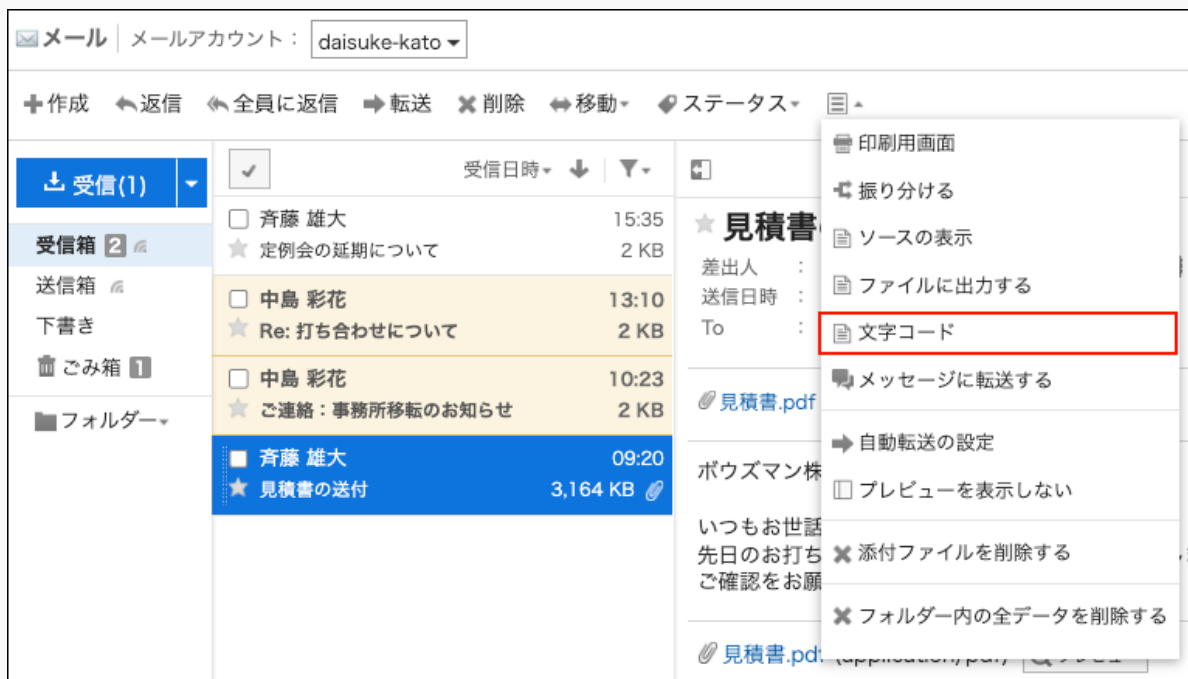 メール メールアカウント： daisuke-kato
作成 返信 全員に返信 転送 削除 移動 ステータス
受信(1)
受信箱 2
送信箱
下書き
ごみ箱 1
フォルダー
受信日時
斉藤 雄大 15:35
定例会の延期について 2 KB
中島 彩花 13:10
Re: 打ち合わせについて 2 KB
中島 彩花 10:23
ご連絡：事務所移転のお知らせ 2 KB
斉藤 雄大 09:20
見積書の送付 3,164 KB
見積書
差出人 ：
送信日時 ：
To ：
見積書.pdf
ボウズマン株
いつもお世話
先日のお打ち
ご確認をお願
見積書.pdf (application/pdf) プレビュー
印刷用画面
振り分ける
ソースの表示
ファイルに出力する
文字コード
メッセージに転送する
自動転送の設定
プレビューを表示しない
添付ファイルを削除する
フォルダー内の全データを削除する